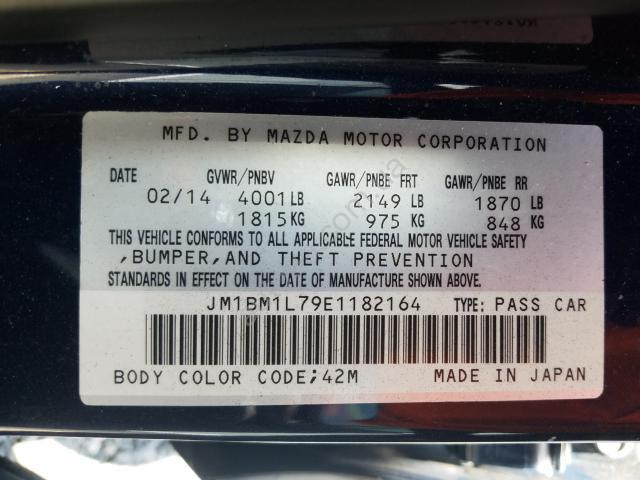 MFD. BY MAZDA MOTOR CORPORATION
DATE GVWR/PNBV GAWR/PNBE FRT GAWR/PNBE RR
02/14 4001 LB 2149 LB 1870 LB
1815 KG 975 KG 848 KG
THIS VEHICLE CONFORMS TO ALL APPLICABLE FEDERAL MOTOR VEHICLE SAFETY
,BUMPER,AND THEFT PREVENTION
STANDARDS IN EFFECT ON THE DATE OF MANUFACTURE SHOWN ABOVE.
JM1BM1L79E1182164 TYPE: PASS CAR
BODY COLOR CODE;42M MADE IN JAPAN